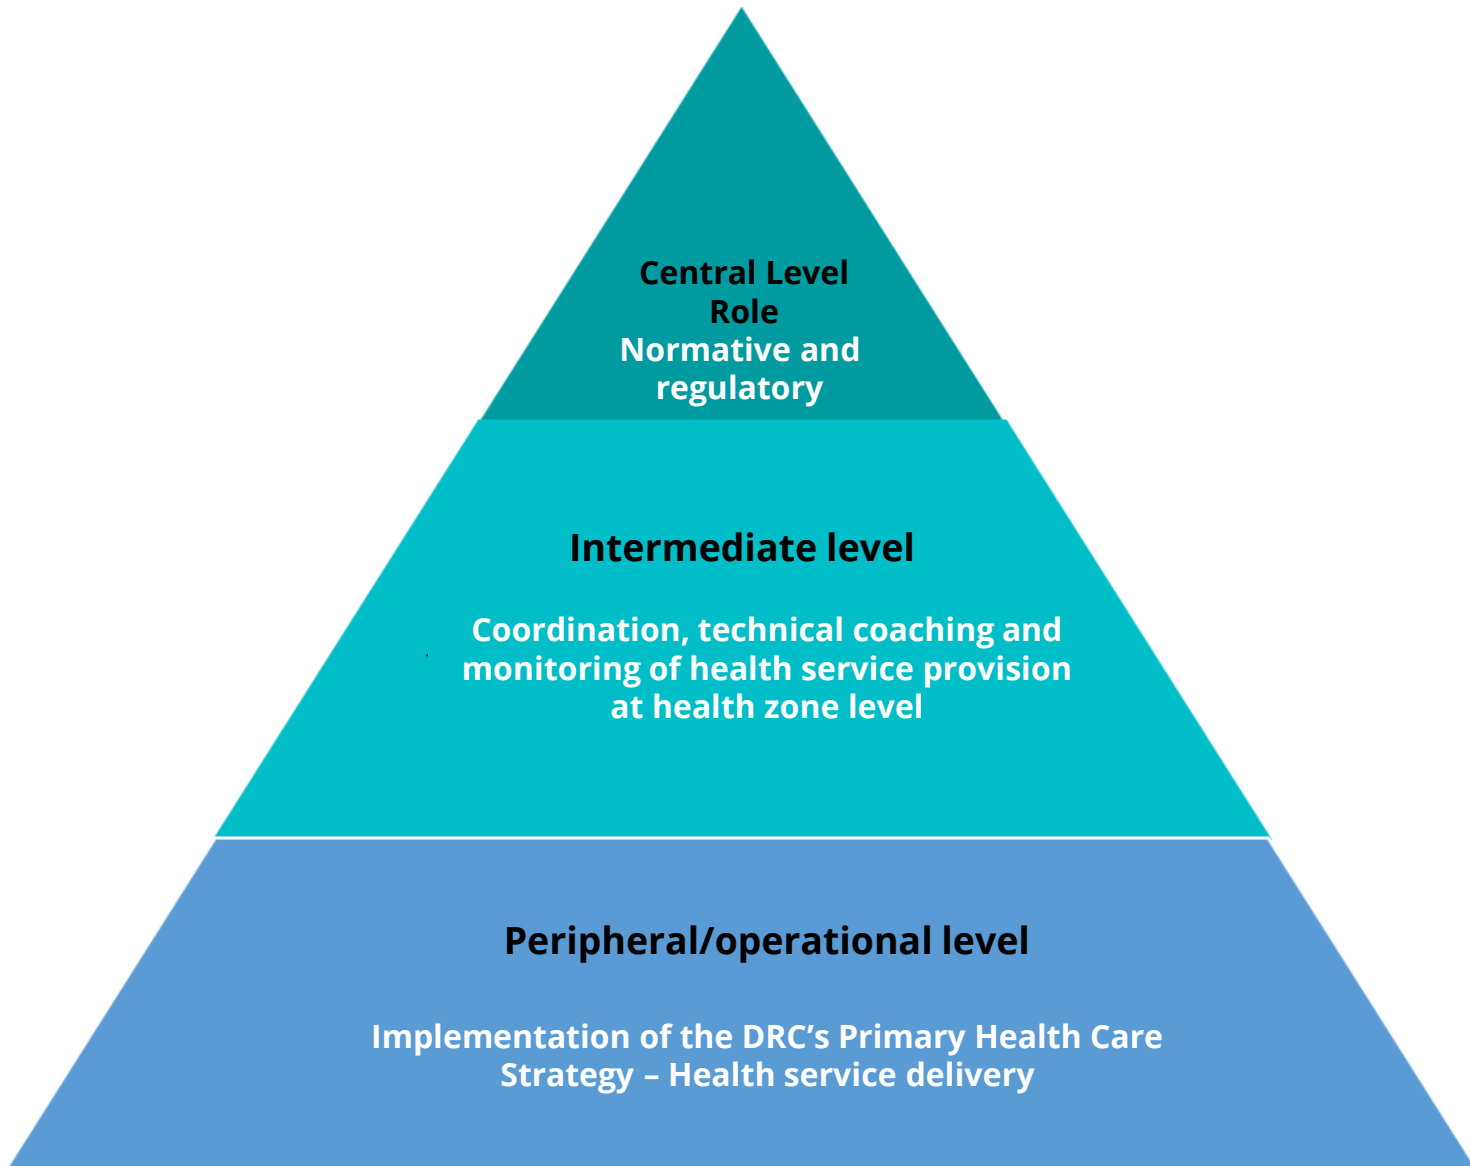 Central Level
Role
Normative and
regulatory
Intermediate level
Coordination, technical coaching and
monitoring of health service provision
at health zone level
Peripheral/operational level
Implementation of the DRC’s Primary Health Care
Strategy – Health service delivery